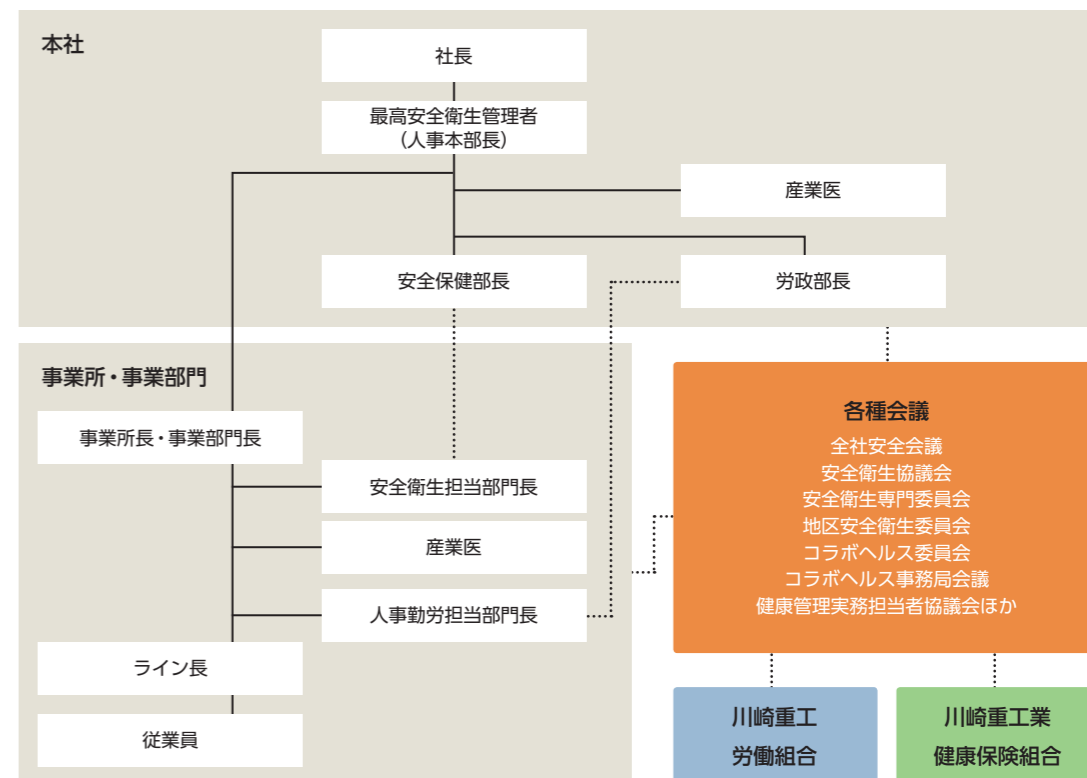 本社
社長
最高安全衛生管理者
（人事本部長）
産業医
安全保健部長
労政部長
事業所・事業部門
事業所長・事業部門長
安全衛生担当部門長
産業医
人事勤労担当部門長
ライン長
従業員
各種会議
全社安全会議
安全衛生協議会
安全衛生専門委員会
地区安全衛生委員会
コラボヘルス委員会
コラボヘルス事務局会議
健康管理実務担当者協議会ほか
川崎重工
労働組合
川崎重工業
健康保険組合